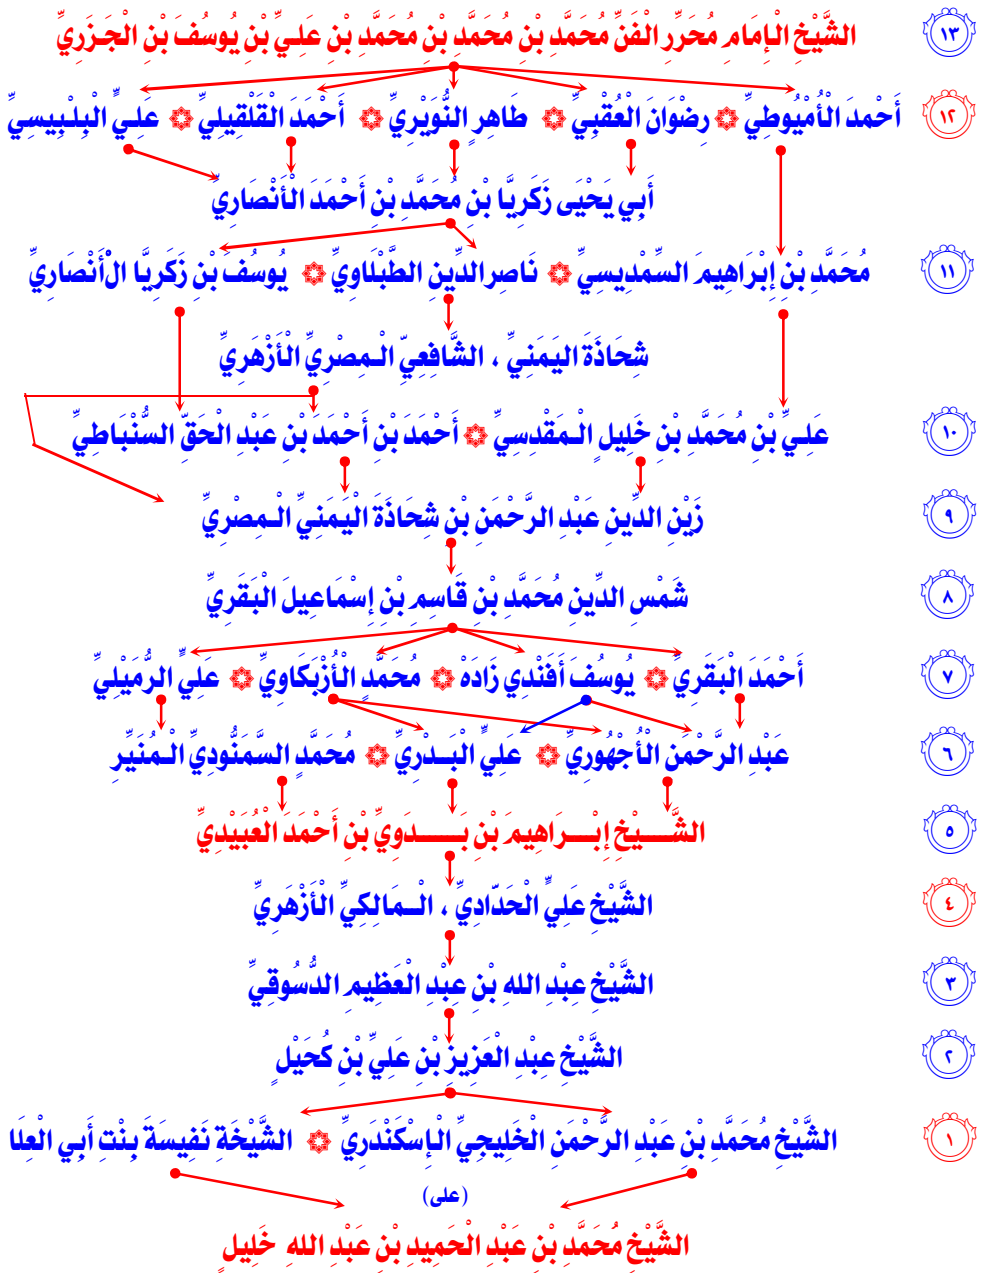 الشَّيْخِ الْإِمَامِ مُحَرِّرِ الْفَنِّ مُحَمَّدِ بْنِ مُحَمَّدِ بْنِ مُحَمَّدِ بْنِ عَلِيِّ بْنِ يُوسُفَ بْنِ الْجَزَرِيِّ ١٣
أَحْمَدَ الْأُمْيُوطِيِّ ۞ رِضْوَانَ الْعُقْبِيِّ ۞ طَاهِرٍ النُّوَيْرِيِّ ۞ أَحْمَدَ الْقَلْقِيلِيِّ ۞ عَلِيٍّ الْبِلْبِيسِيِّ ١٢
أَبِي يَحْيَى زَكَرِيَّا بْنِ مُحَمَّدِ بْنِ أَحْمَدَ الْأَنْصَارِيِّ
مُحَمَّدِ بْنِ إِبْرَاهِيمَ السِّمْدِيسِيِّ ۞ نَاصِرِ الدِّينِ الطَّبْلَاوِيِّ ۞ يُوسُفَ بْنِ زَكَرِيَّا الْأَنْصَارِيِّ ١١
شِحَاذَةَ اليَمَنِيِّ ، الشَّافِعِيِّ الْمِصْرِيِّ الْأَزْهَرِيِّ
عَلِيِّ بْنِ مُحَمَّدِ بْنِ خَلِيلٍ الْمَقْدِسِيِّ ۞ أَحْمَدَ بْنِ أَحْمَدَ بْنِ عَبْدِ الْحَقِّ السُّنْبَاطِيِّ ١٠
زَيْنِ الدِّينِ عَبْدِ الرَّحْمَنِ بْنِ شِحَاذَةَ الْيَمَنِيِّ الْمِصْرِيِّ ٩
شَمْسِ الدِّينِ مُحَمَّدِ بْنِ قَاسِمِ بْنِ إِسْمَاعِيلَ الْبَقَرِيِّ ٨
أَحْمَدَ الْبَقَرِيِّ ۞ يُوسُفَ أَفَنْدِي زَادَهْ ۞ مُحَمَّدٍ الْأُزْبَكَاوِيِّ ۞ عَلِيٍّ الرُّمَيْلِيِّ ٧
عَبْدِ الرَّحْمَنِ الْأُجْهُورِيِّ ۞ عَلِيٍّ الْبَدْرِيِّ ۞ مُحَمَّدٍ السَّمَنُّودِيِّ الْمُنَيِّرِ ٦
الشَّيْخِ إِبْرَاهِيمَ بْنِ بَدَوِيِّ بْنِ أَحْمَدَ الْعُبَيْدِيِّ ٥
الشَّيْخِ عَلِيٍّ الْحَدَّادِيِّ ، الْمَالِكِيِّ الْأَزْهَرِيِّ ٤
الشَّيْخِ عِبْدِ اللهِ بْنِ عِبْدِ الْعَظِيمِ الدُّسُوقِيِّ ٣
الشَّيْخِ عِبْدِ الْعَزِيزِ بْنِ عَلِيِّ بْنِ كُحَيْلٍ ٢
الشَّيْخِ مُحَمَّدِ بْنِ عَبْدِ الرَّحْمَنِ الْخَلِيجِيِّ الْإِسْكَنْدَرِيِّ ۞ الشَّيْخَةِ نَفِيسَةَ بِنْتِ أَبِي الْعِلَا ١
(على)
الشَّيْخِ مُحَمَّدِ بْنِ عَبْدِ الْحَمِيدِ بْنِ عَبْدِ اللهِ خَلِيلٍ